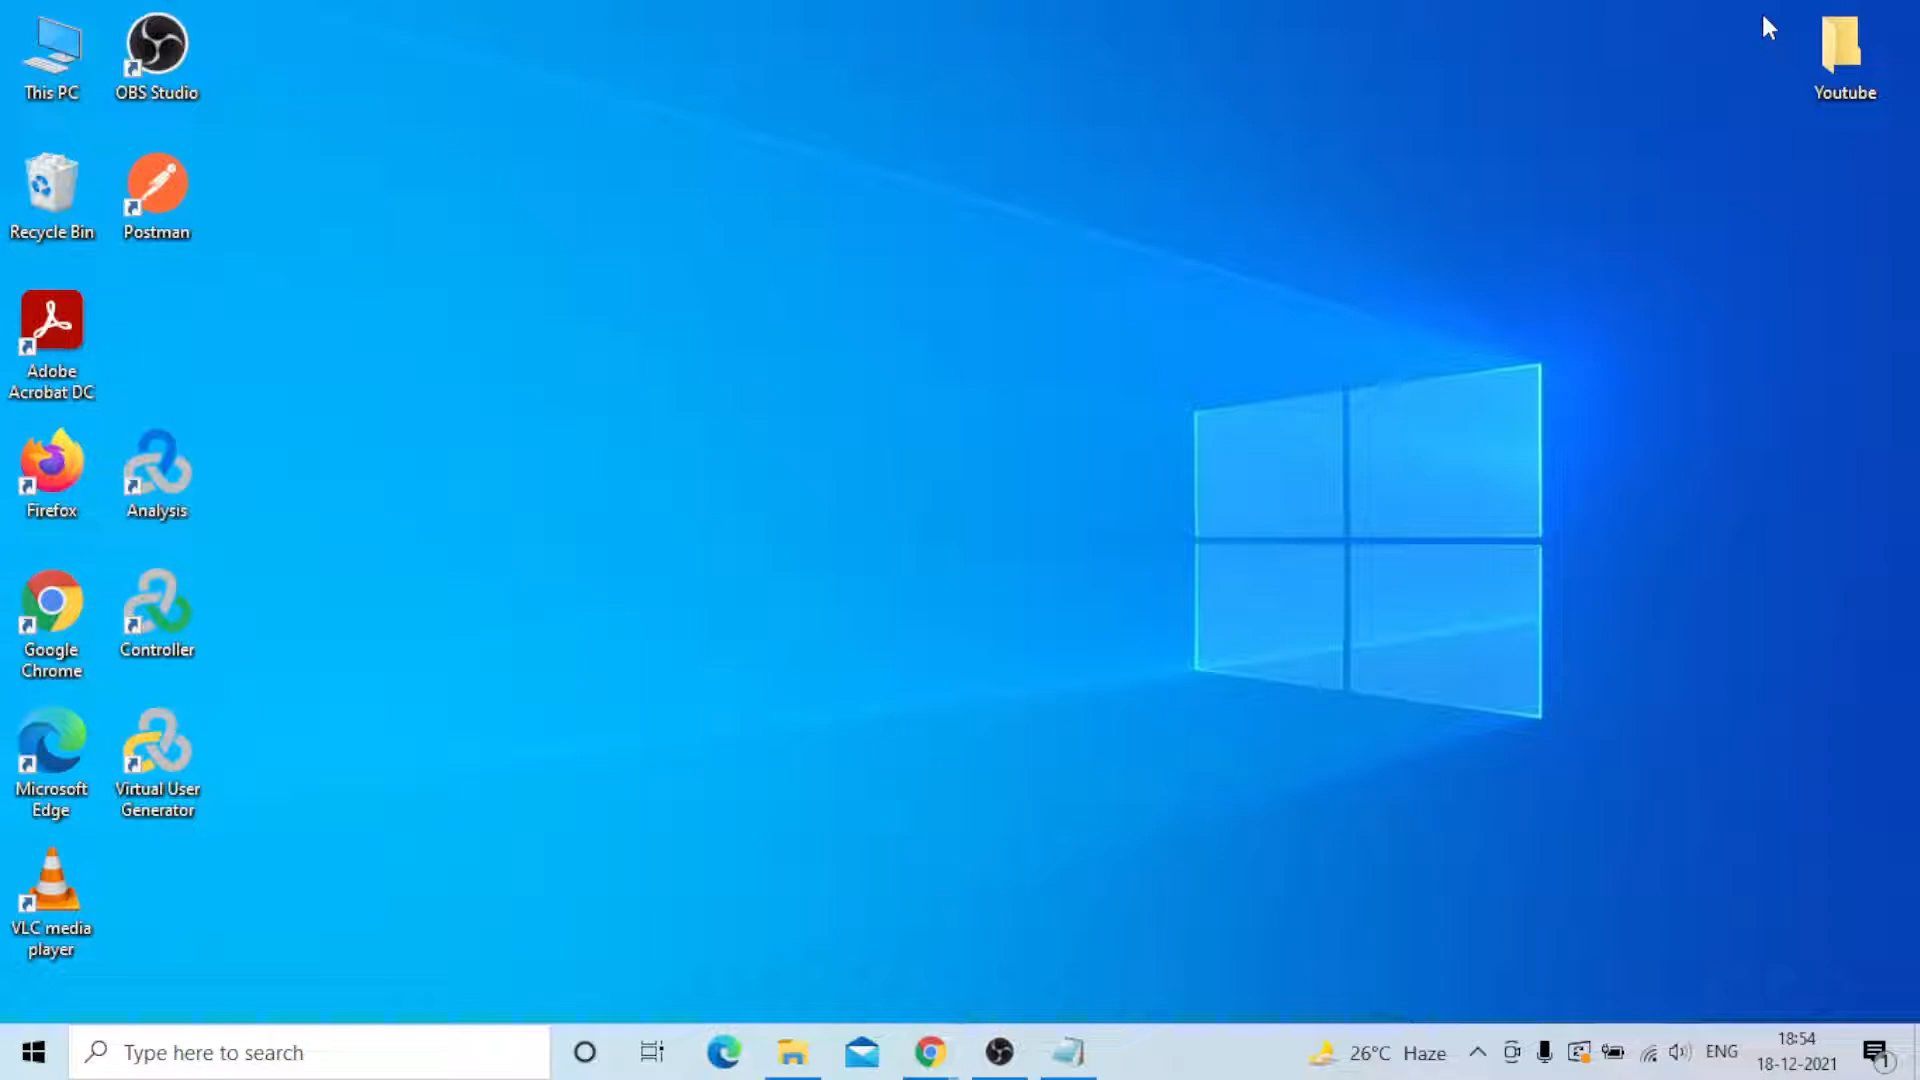 This PC
OBS Studio
Youtube
Recycle Bin
Postman
Adobe
Acrobat DC
Firefox
Analysis
Google
Chrome
Controller
Microsoft
Edge
Virtual User
Generator
VLC media
player
Type here to search
26°C Haze
ENG
18:54
18-12-2021
1